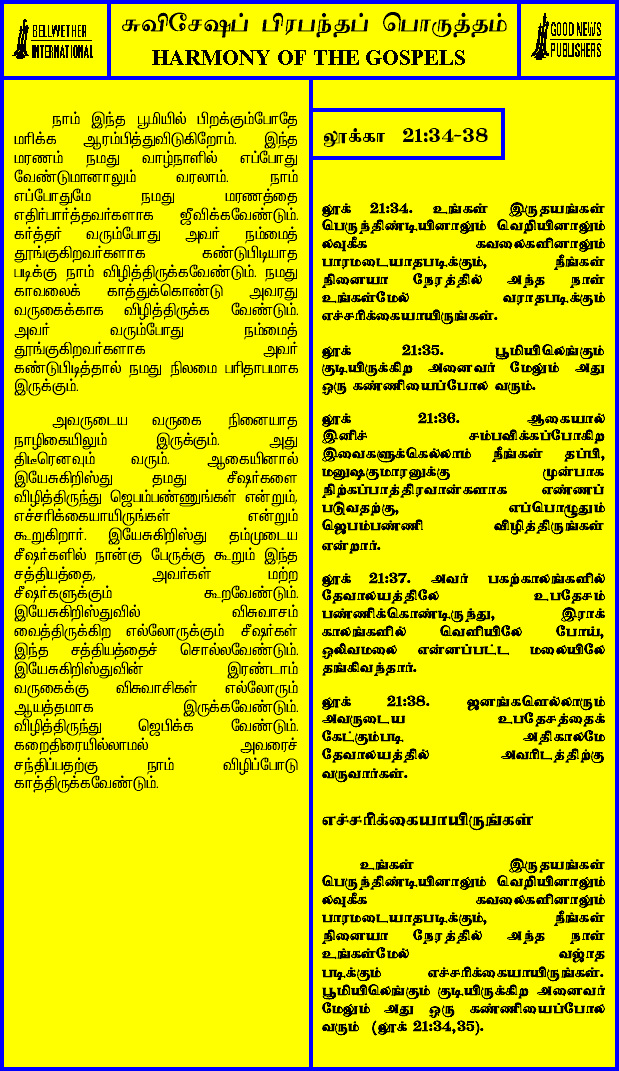 BELLWETHER
INTERNATIONAL
சுவிசேஷப் பிரபந்தப் பொருத்தம்
HARMONY OF THE GOSPELS
GOOD NEWS
PUBLISHERS
நாம் இந்த பூமியில் பிறக்கும்போதே
மரிக்க ஆரம்பித்துவிடுகிறோம். இந்த
மரணம் நமது வாழ்நாளில் எப்போது
வேண்டுமானாலும் வரலாம். நாம்
எப்போதுமே நமது மரணத்தை
எதிர்பார்த்தவர்களாக ஜீவிக்கவேண்டும்.
கர்த்தர் வரும்போது அவர் நம்மைத்
தூங்குகிறவர்களாக கண்டுபிடியாத
படிக்கு நாம் விழித்திருக்கவேண்டும். நமது
காவலைக் காத்துக்கொண்டு அவரது
வருகைக்காக விழித்திருக்க வேண்டும்.
அவர் வரும்போது நம்மைத்
தூங்குகிறவர்களாக அவர்
கண்டுபிடித்தால் நமது நிலமை பரிதாபமாக
இருக்கும்.
அவருடைய வருகை நினையாத
நாழிகையிலும் இருக்கும். அது
திடீரெனவும் வரும். ஆகையினால்
இயேசுகிறிஸ்து தமது சீஷர்களை
விழித்திருந்து ஜெபம்பண்ணுங்கள் என்றும்,
எச்சரிக்கையாயிருங்கள் என்றும்
கூறுகிறார். இயேசுகிறிஸ்து தம்முடைய
சீஷர்களில் நான்கு பேருக்கு கூறும் இந்த
சத்தியத்தை, அவர்கள் மற்ற
சீஷர்களுக்கும் கூறவேண்டும்.
இயேசுகிறிஸ்துவில் விசுவாசம்
வைத்திருக்கிற எல்லோருக்கும் சீஷர்கள்
இந்த சத்தியத்தைச் சொல்லவேண்டும்.
இயேசுகிறிஸ்துவின் இரண்டாம்
வருகைக்கு விசுவாசிகள் எல்லோரும்
ஆயத்தமாக இருக்கவேண்டும்.
விழித்திருந்து ஜெபிக்க வேண்டும்.
கறைதிரையில்லாமல் அவரைச்
சந்திப்பதற்கு நாம் விழிப்போடு
காத்திருக்கவேண்டும்.
லூக்கா 21:34-38
லூக் 21:34. உங்கள் இருதயங்கள்
பெருந்திண்டியினாலும் வெறியினாலும்
லவுகீக கவலைகளினாலும்
பாரமடையாதபடிக்கும், நீங்கள்
நினையா நேரத்தில் அந்த நாள்
உங்கள்மேல் வராதபடிக்கும்
எச்சரிக்கையாயிருங்கள்.
லூக் 21:35. பூமியிலெங்கும்
குடியிருக்கிற அனைவர் மேலும் அது
ஒரு கண்ணியைப்போல வரும்.
லூக் 21:36. ஆகையால்
இனிச் சம்பவிக்கப்போகிற
இவைகளுக்கெல்லாம் நீங்கள் தப்பி,
மனுஷகுமாரனுக்கு முன்பாக
நிற்கப்பாத்திரவான்களாக எண்ணப்
படுவதற்கு, எப்பொழுதும்
ஜெபம்பண்ணி விழித்திருங்கள்
என்றார்.
லூக் 21:37. அவர் பகற்காலங்களில்
தேவாலயத்திலே உபதேசம்
பண்ணிக்கொண்டிருந்து, இராக்
காலங்களில் வெளியிலே போய்,
ஒலிவமலை என்னப்பட்ட மலையிலே
தங்கிவந்தார்.
லூக் 21:38. ஜனங்களெல்லாரும்
அவருடைய உபதேசத்தைக்
கேட்கும்படி அதிகாலமே
தேவாலயத்தில் அவரிடத்திற்கு
வருவார்கள்.
எச்சரிக்கையாயிருங்கள்
உங்கள் இருதயங்கள்
பெருந்திண்டியினாலும் வெறியினாலும்
லவுகீக கவலைகளினாலும்
பாரமடையாதபடிக்கும், நீங்கள்
நினையா நேரத்தில் அந்த நாள்
உங்கள்மேல் வஜாத
படிக்கும் எச்சரிக்கையாயிருங்கள்.
பூமியிலெங்கும் குடியிருக்கிற அனைவர்
மேலும் அது ஒரு கண்ணியைப்போல
வரும் (லூக் 21:34,35).